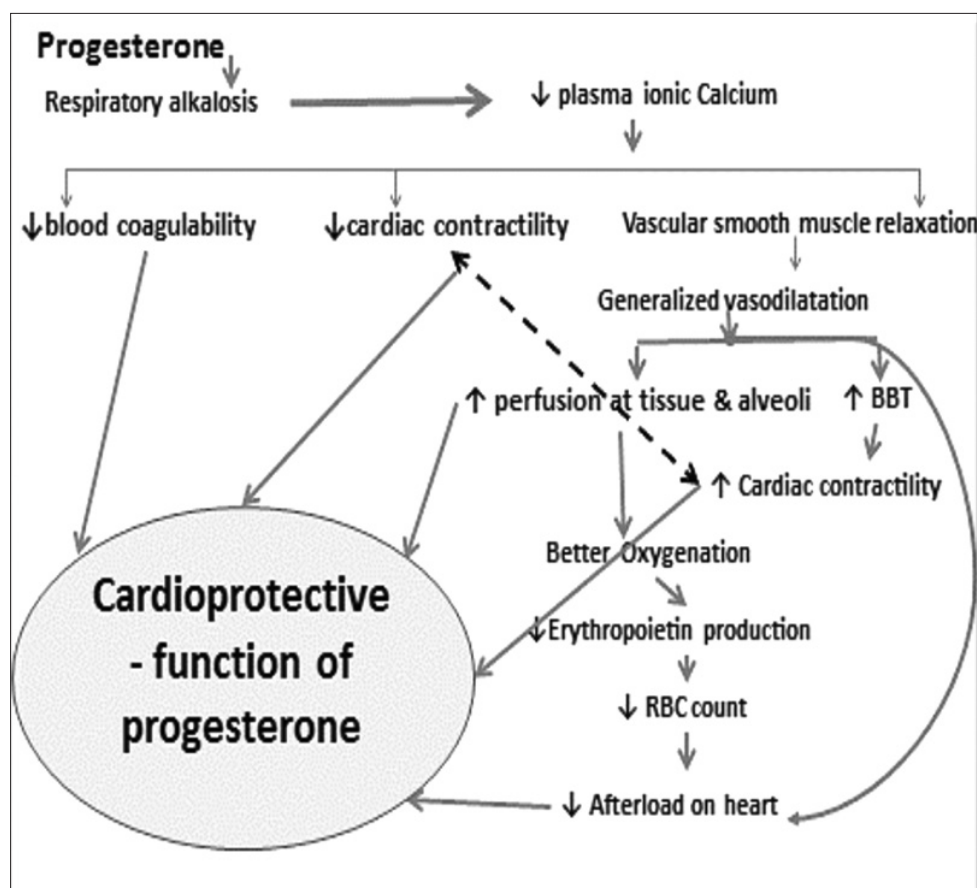 Progesterone
Respiratory alkalosis
↓ plasma ionic Calcium
↓blood coagulability
↓cardiac contractility
Vascular smooth muscle relaxation
Generalized vasodilatation
↑ perfusion at tissue & alveoli
↑ BBT
↑ Cardiac contractility
Better Oxygenation
↓Erythropoietin production
↓ RBC count
↓ Afterload on heart
Cardioprotective
- function of
progesterone